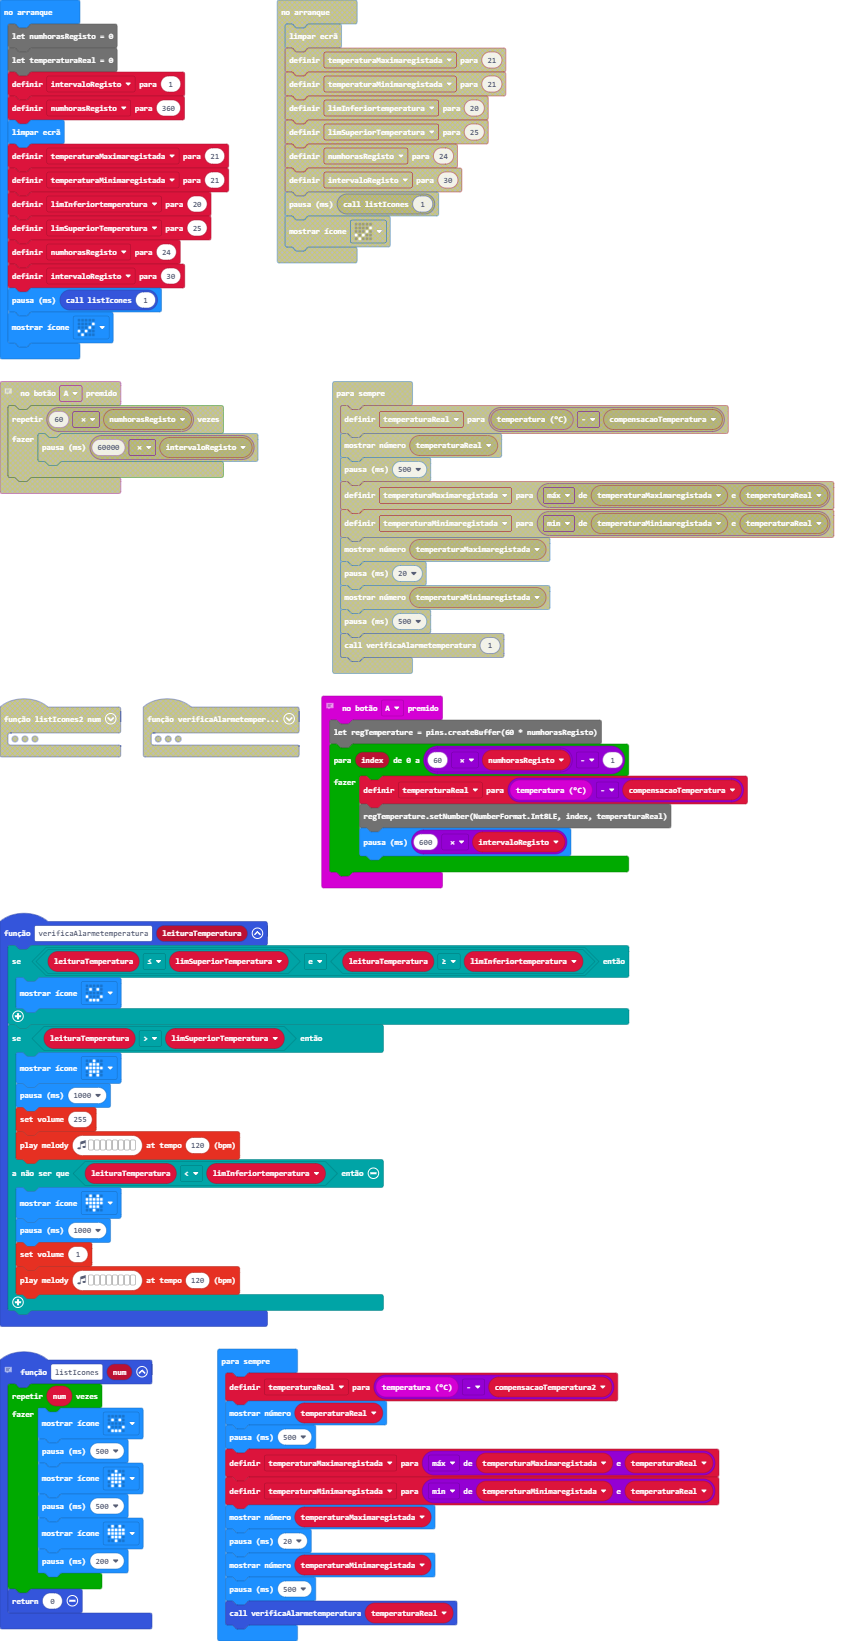 no arranque
let numhorasRegisto = 0
let temperaturaReal = 0
definir intervaloRegisto para 1
definir numhorasRegisto para 360
limpar ecrã
definir temperaturaMaximaregistada para 21
definir temperaturaMinimaregistada para 21
definir limInferiortemperatura para 20
definir limSuperiorTemperatura para 25
definir numhorasRegisto para 24
definir intervaloRegisto para 30
pausa (ms) call listIcones 1
mostrar ícone
no arranque
limpar ecrã
definir temperaturaMaximaregistada para 21
definir temperaturaMinimaregistada para 21
definir limInferiortemperatura para 20
definir limSuperiorTemperatura para 25
definir numhorasRegisto para 24
definir intervaloRegisto para 30
pausa (ms) call listIcones 1
mostrar ícone
no botão A premido
repetir 60 × numhorasRegisto vezes
fazer
pausa (ms) 60000 × intervaloRegisto
para sempre
definir temperaturaReal para temperatura (°C) - compensacaoTemperatura
mostrar número temperaturaReal
pausa (ms) 500
definir temperaturaMaximaregistada para máx de temperaturaMaximaregistada e temperaturaReal
definir temperaturaMinimaregistada para min de temperaturaMinimaregistada e temperaturaReal
mostrar número temperaturaMaximaregistada
pausa (ms) 20
mostrar número temperaturaMinimaregistada
pausa (ms) 500
call verificaAlarmetemperatura 1
função listIcones2 num
função verificaAlarmetemper...
no botão A premido
let regTemperature = pins.createBuffer(60 * numhorasRegisto)
para index de 0 a 60 × numhorasRegisto - 1
fazer
definir temperaturaReal para temperatura (°C) - compensacaoTemperatura
regTemperature.setNumber(NumberFormat.Int8LE, index, temperaturaReal)
pausa (ms) 600 × intervaloRegisto
função verificaAlarmetemperatura leituraTemperatura
se leituraTemperatura ≤ limSuperiorTemperatura e leituraTemperatura ≥ limInferiortemperatura então
mostrar ícone
se leituraTemperatura > limSuperiorTemperatura então
mostrar ícone
pausa (ms) 1000
set volume 255
play melody at tempo 120 (bpm)
a não ser que leituraTemperatura < limInferiortemperatura então
mostrar ícone
pausa (ms) 1000
set volume 1
play melody at tempo 120 (bpm)
função listIcones num
repetir num vezes
fazer
mostrar ícone
pausa (ms) 500
mostrar ícone
pausa (ms) 500
mostrar ícone
pausa (ms) 200
return 0
para sempre
definir temperaturaReal para temperatura (°C) - compensacaoTemperatura2
mostrar número temperaturaReal
pausa (ms) 500
definir temperaturaMaximaregistada para máx de temperaturaMaximaregistada e temperaturaReal
definir temperaturaMinimaregistada para min de temperaturaMinimaregistada e temperaturaReal
mostrar número temperaturaMaximaregistada
pausa (ms) 20
mostrar número temperaturaMinimaregistada
pausa (ms) 500
call verificaAlarmetemperatura temperaturaReal